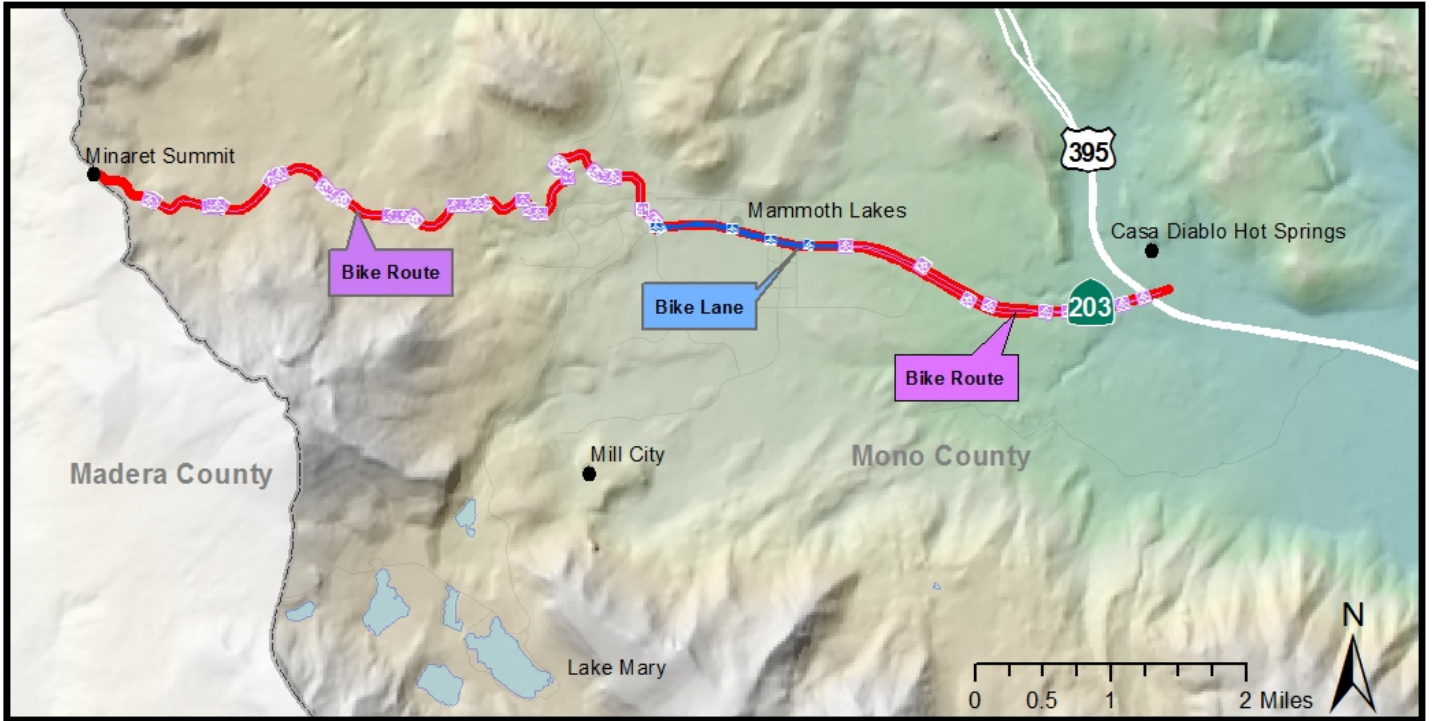 395
Minaret Summit
Mammoth Lakes
Casa Diablo Hot Springs
Bike Route
Bike Lane
203
Bike Route
Mill City
Madera County
Mono County
N
Lake Mary
0 0.5 1 2 Miles